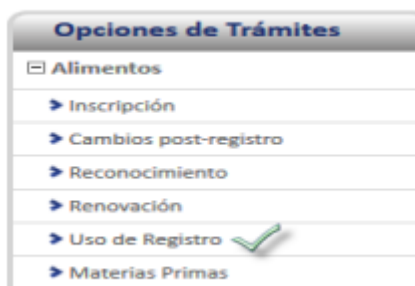 Opciones de Trámites
Alimentos
Inscripción
Cambios post-registro
Reconocimiento
Renovación
Uso de Registro
Materias Primas